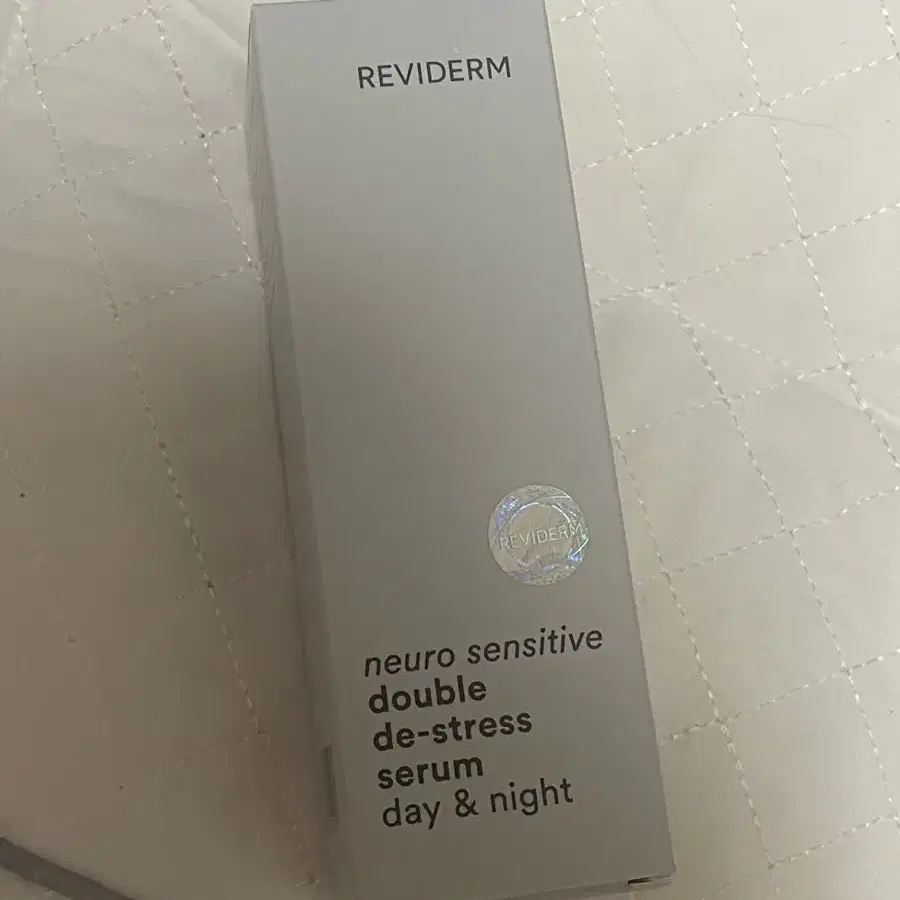 REVIDERM
REVIDERM
neuro sensitive
double
de-stress
serum
day & night